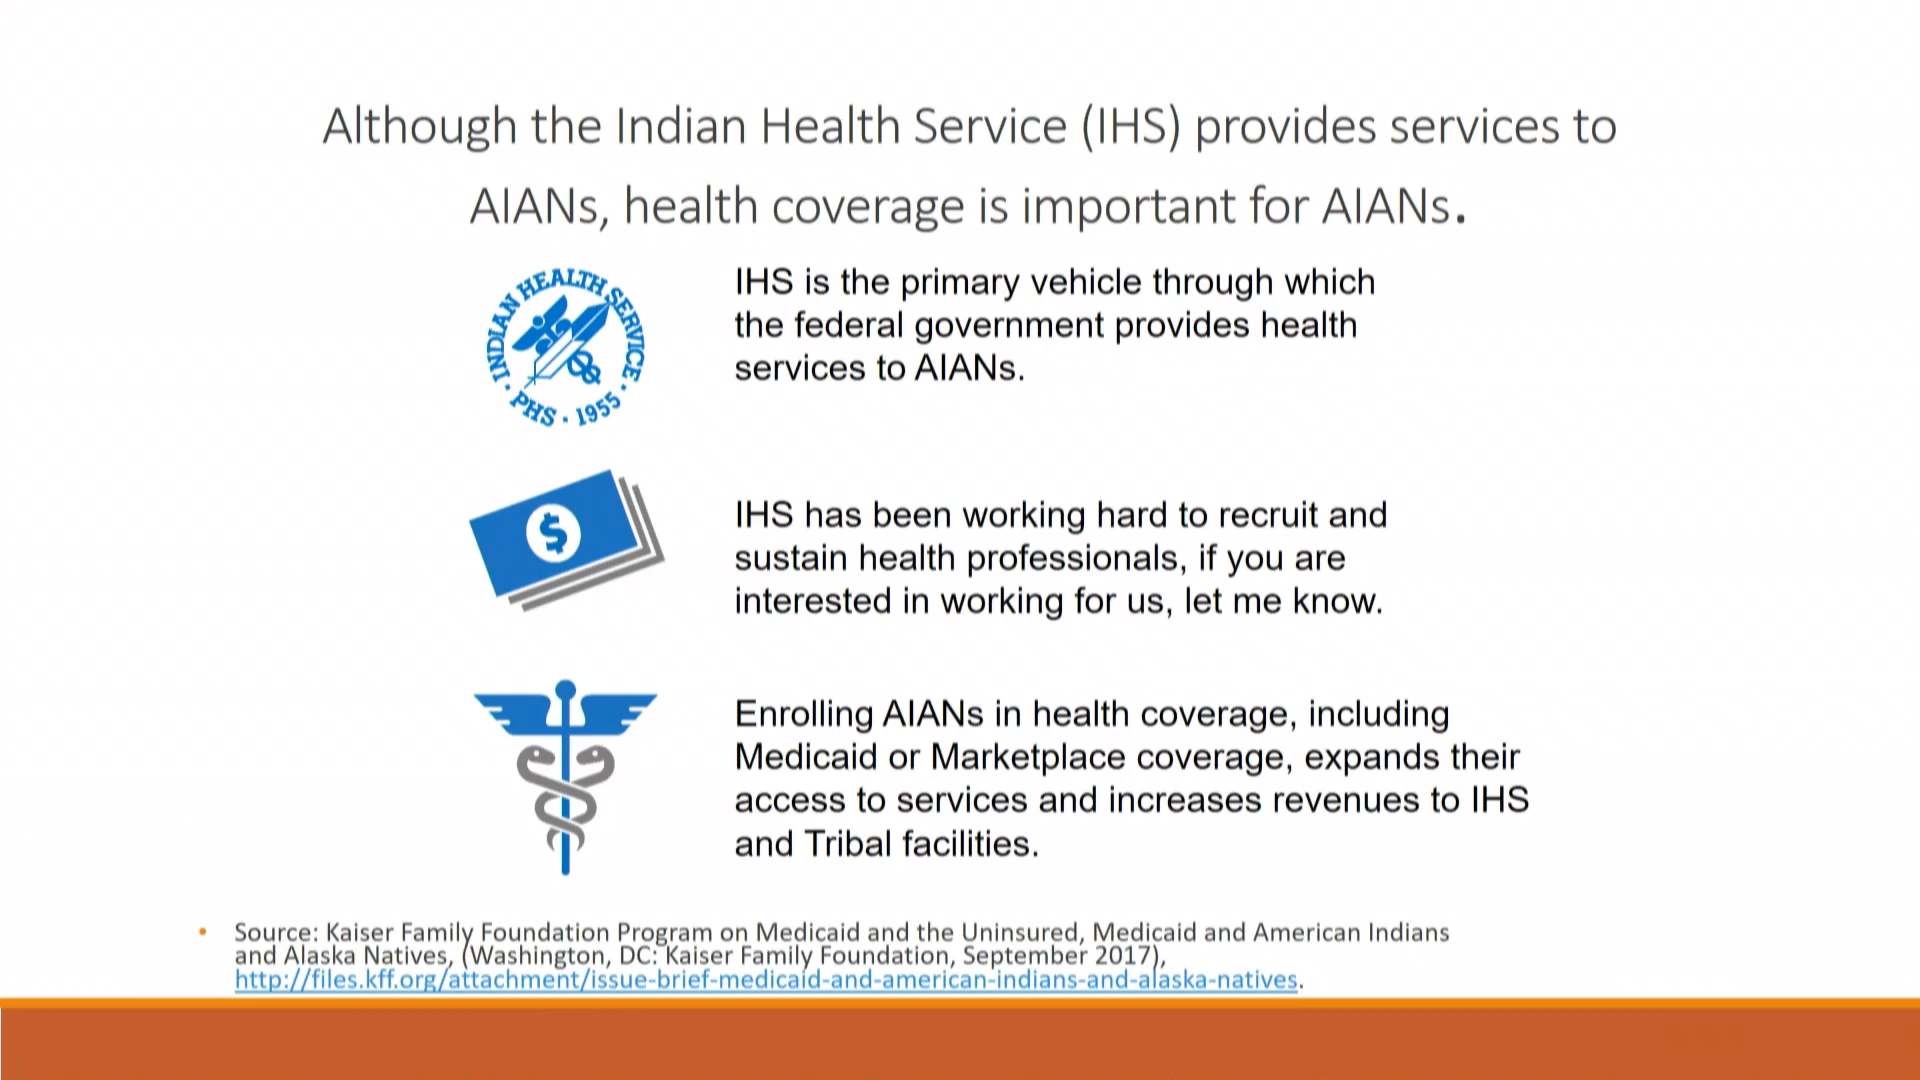 Although the Indian Health Service (IHS) provides services to
AIANs, health coverage is important for AIANs.
INDIAN HEALTH SERVICE · PHS · 1955 ·
IHS is the primary vehicle through which
the federal government provides health
services to AIANs.
$
IHS has been working hard to recruit and
sustain health professionals, if you are
interested in working for us, let me know.
Enrolling AIANs in health coverage, including
Medicaid or Marketplace coverage, expands their
access to services and increases revenues to IHS
and Tribal facilities.
• Source: Kaiser Family Foundation Program on Medicaid and the Uninsured, Medicaid and American Indians
and Alaska Natives, (Washington, DC: Kaiser Family Foundation, September 2017),
http://files.kff.org/attachment/issue-brief-medicaid-and-american-indians-and-alaska-natives.